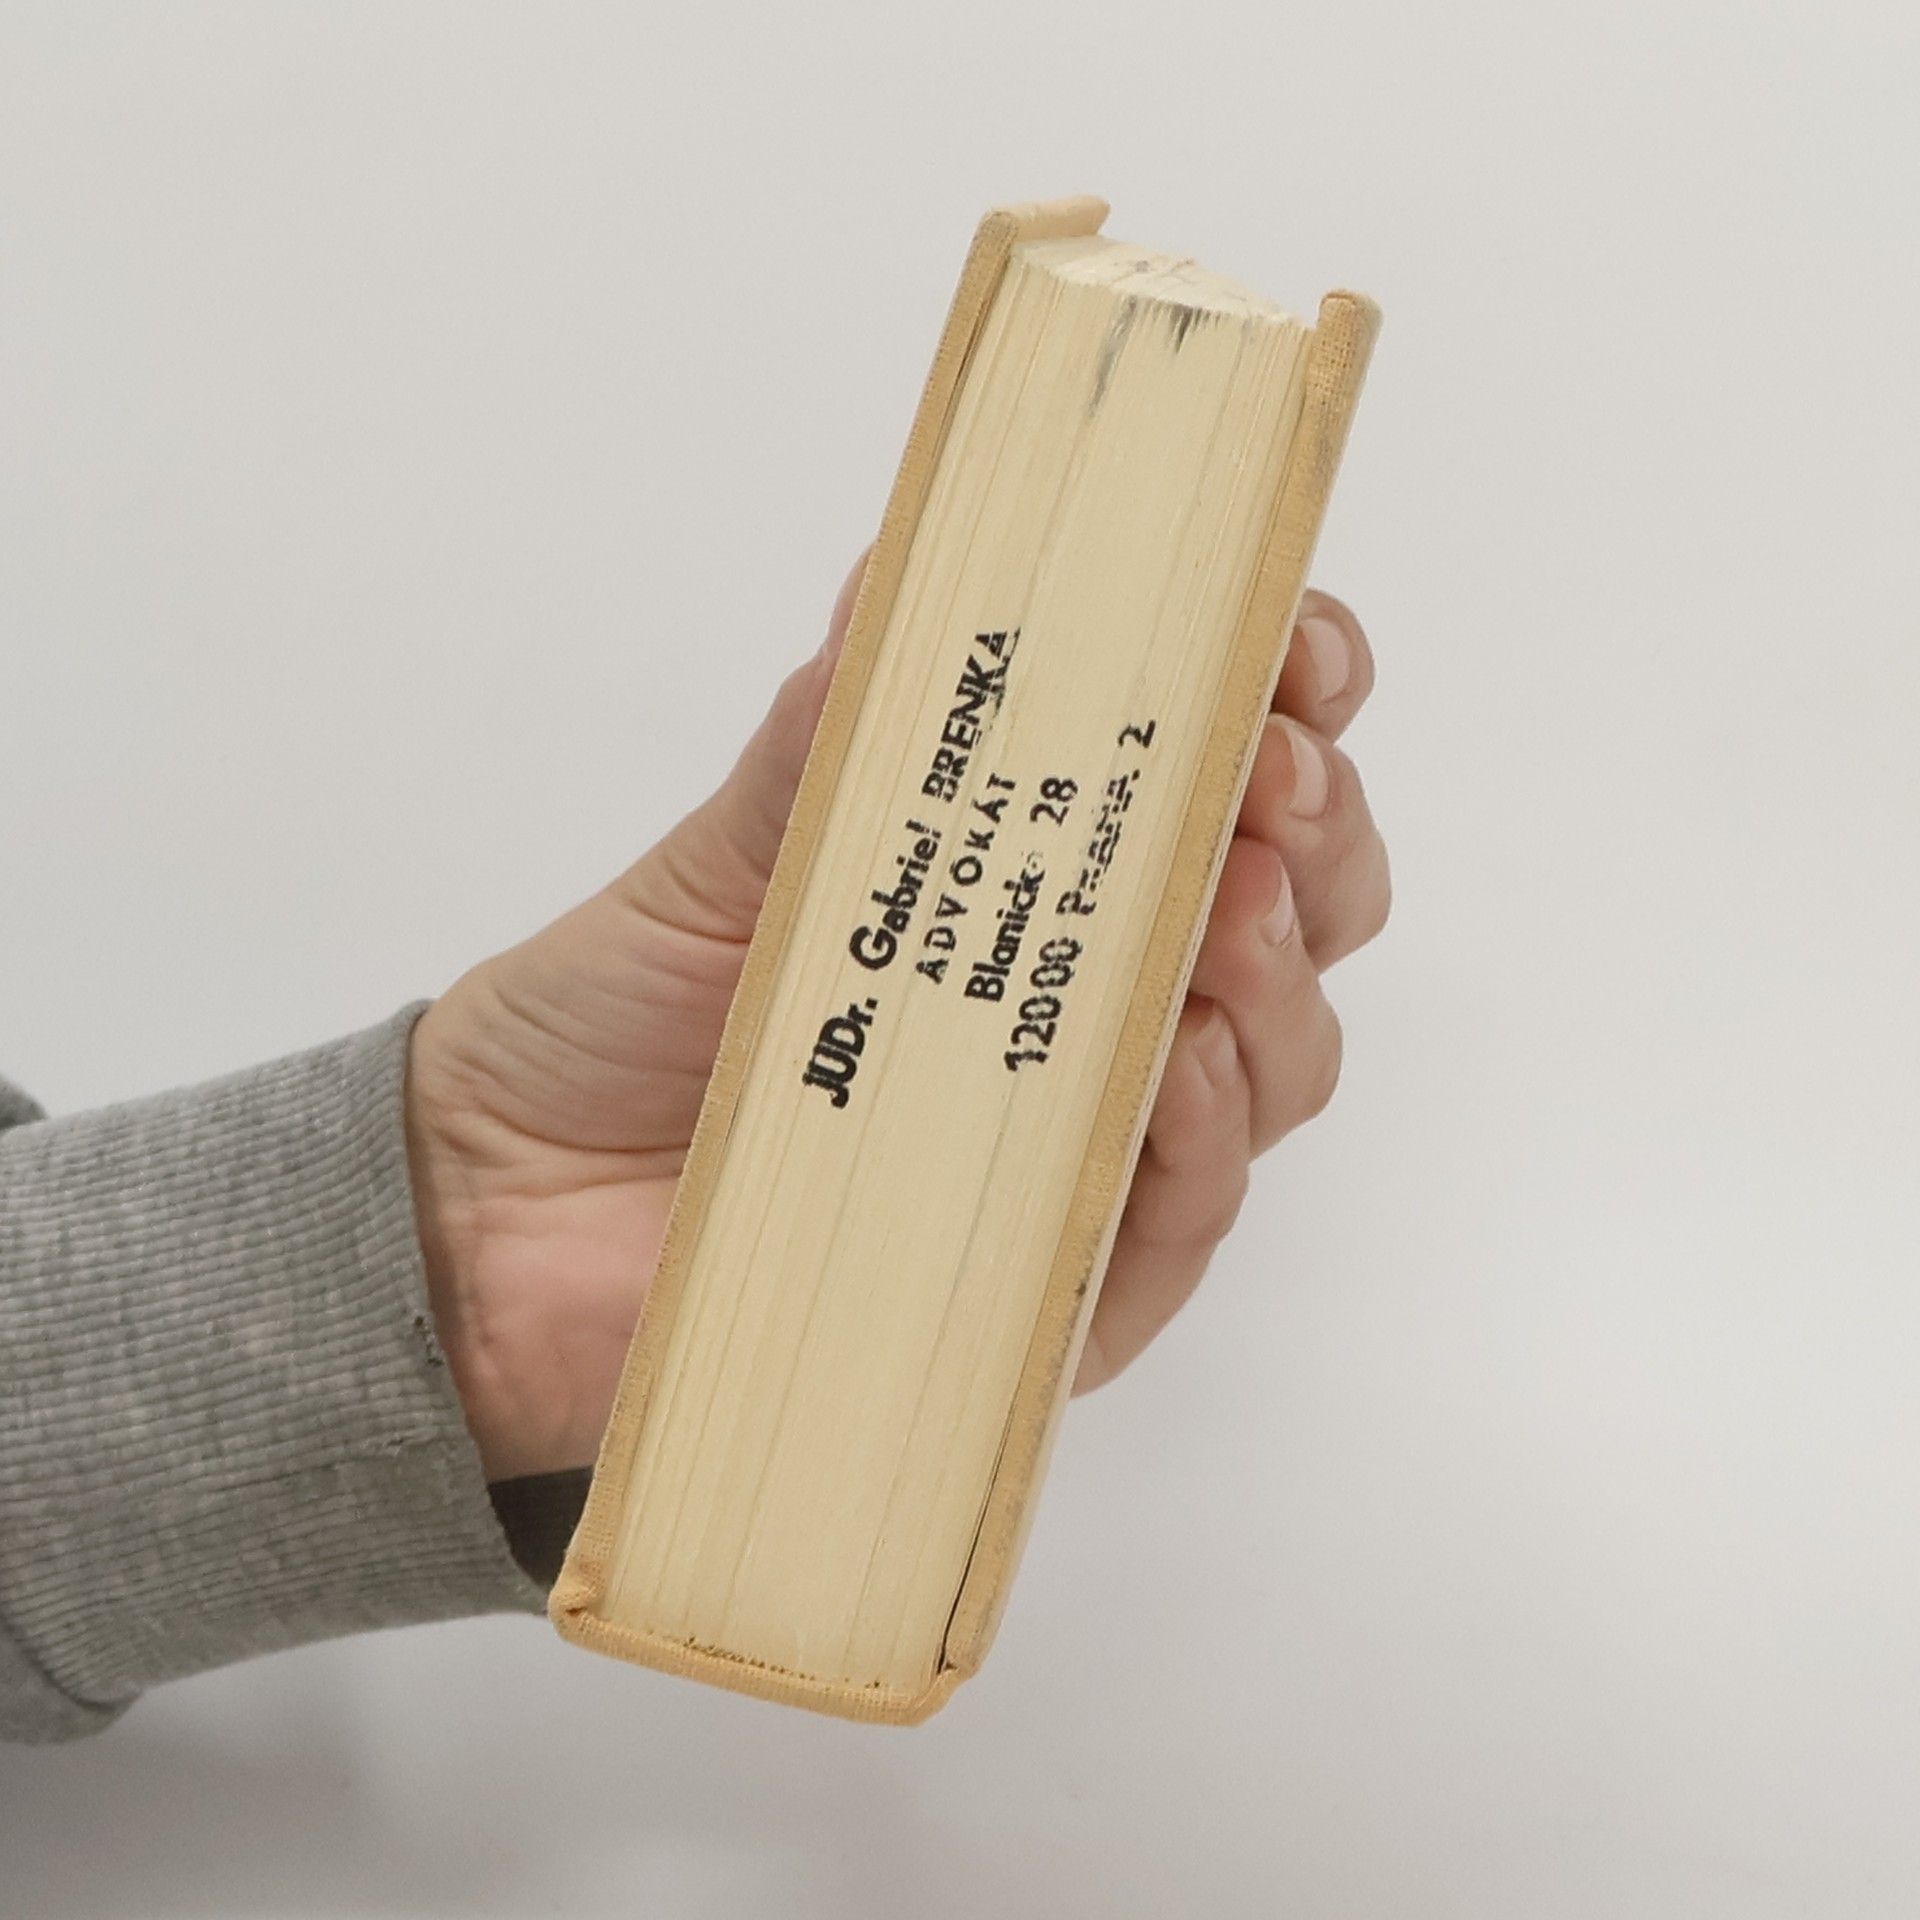 JUDr. Gabriel BRENKA
ADVOKÁT
Blanická 28
12000 PRAHA 2